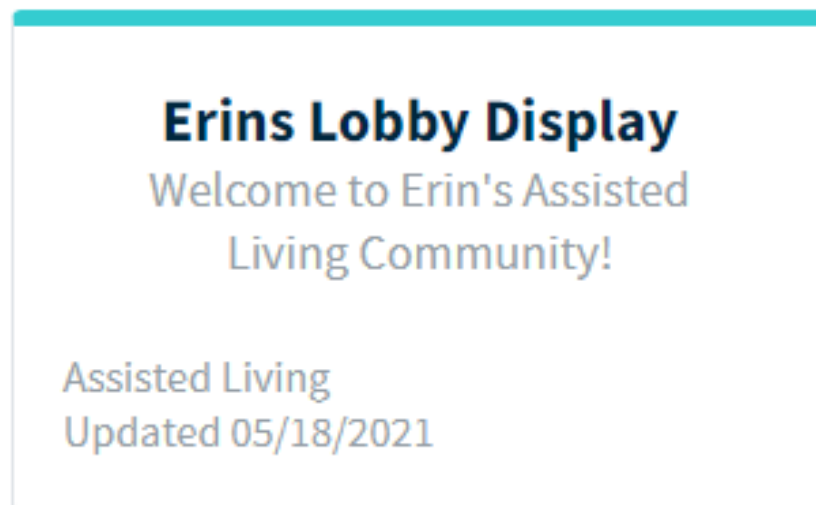 Erins Lobby Display
Welcome to Erin's Assisted
Living Community!
Assisted Living
Updated 05/18/2021